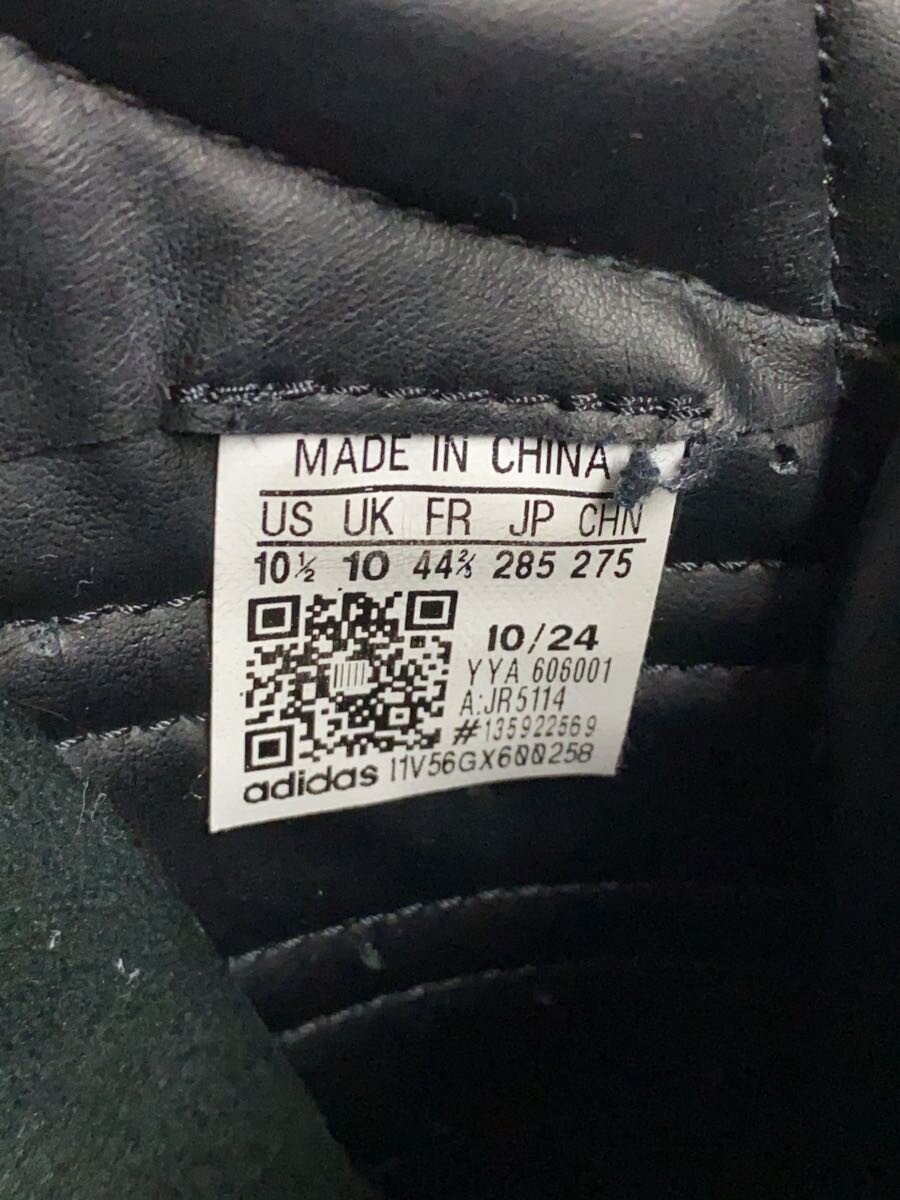 MADE IN CHINA
US UK FR JP CHN
10½ 10 44⅔ 285 275
10/24
YYA 606001
A:JR5114
#135922569
adidas 11V56GX600258